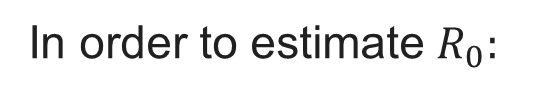 In order to estimate R₀: